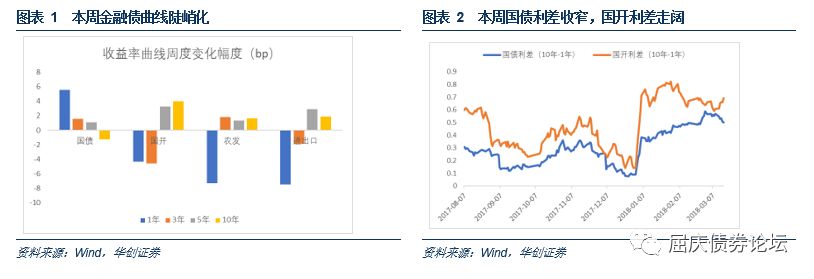 图表 1 本周金融债曲线陡峭化
收益率曲线周度变化幅度（bp）
8
6
4
2
0
-2
-4
-6
-8
-10
国债
国开
农发
进出口
1年
3年
5年
10年
资料来源：Wind，华创证券
图表 2 本周国债利差收窄，国开利差走阔
国债利差（10年-1年）
国开利差（10年-1年）
0.9
0.8
0.7
0.6
0.5
0.4
0.3
0.2
0.1
0
2017-08-07
2017-09-07
2017-10-07
2017-11-07
2017-12-07
2018-01-07
2018-02-07
2018-03-07
资料来源：Wind，华创证券
屈庆债券论坛